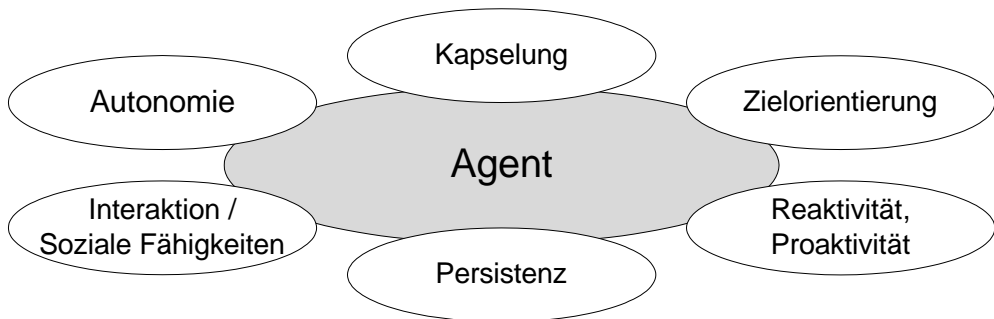 Kapselung
Autonomie
Zielorientierung
Agent
Interaktion /
Soziale Fähigkeiten
Reaktivität,
Proaktivität
Persistenz